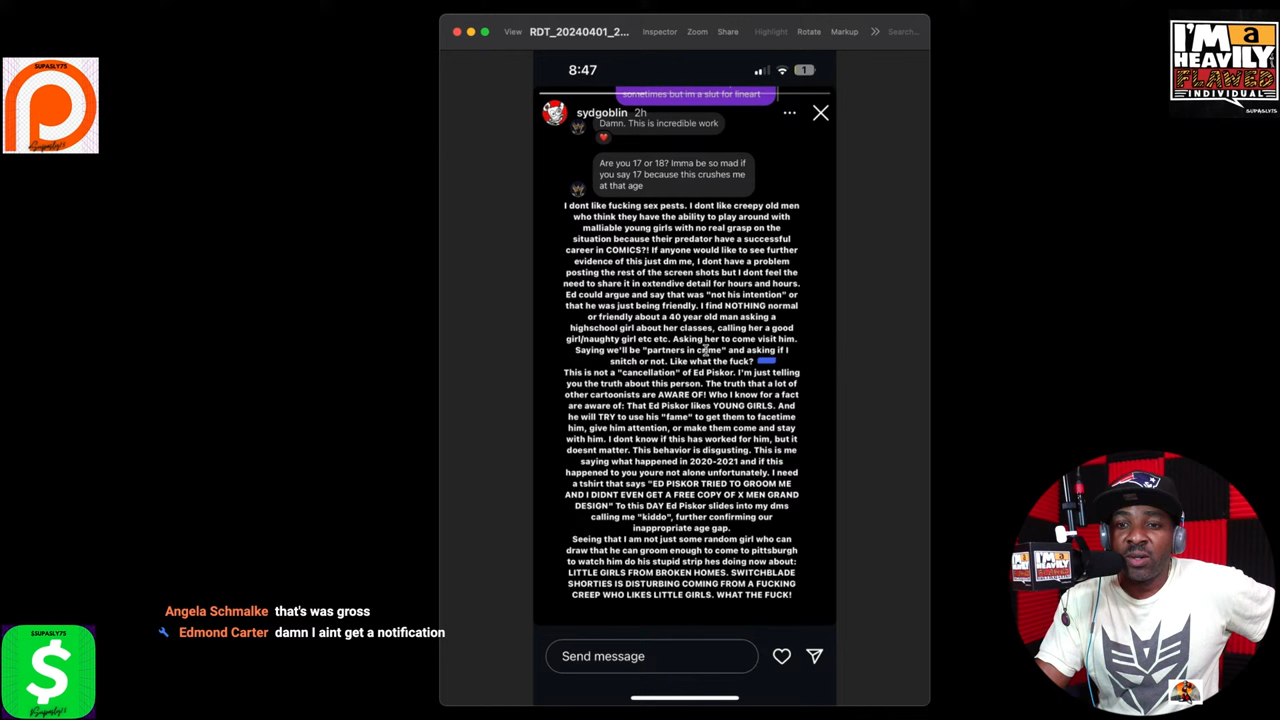 SUPASLY75
$supasly75
View
RDT_20240401_2...
Inspector
Zoom
Share
Highlight
Rotate
Markup
Search...
I'M a
HEAVILY
FLAWED
INDIVIDUAL
SUPASLY75
8:47
1
sometimes but im a slut for lineart
sydgoblin 2h
Damn. This is incredible work
Are you 17 or 18? Imma be so mad if
you say 17 because this crushes me
at that age
I dont like fucking sex pests. I dont like creepy old men
who think they have the ability to play around with
malliable young girls with no real grasp on the
situation because their predator have a successful
career in COMICS?! If anyone would like to see further
evidence of this just dm me, I dont have a problem
posting the rest of the screen shots but I dont feel the
need to share it in extendive detail for hours and hours.
Ed could argue and say that was "not his intention" or
that he was just being friendly. I find NOTHING normal
or friendly about a 40 year old man asking a
highschool girl about her classes, calling her a good
girl/naughty girl etc etc. Asking her to come visit him.
Saying we'll be "partners in crime" and asking if I
snitch or not. Like what the fuck?
This is not a "cancellation" of Ed Piskor. I'm just telling
you the truth about this person. The truth that a lot of
other cartoonists are AWARE OF! Who I know for a fact
are aware of: That Ed Piskor likes YOUNG GIRLS. And
he will TRY to use his "fame" to get them to facetime
him, give him attention, or make them come and stay
with him. I dont know if this has worked for him, but it
doesnt matter. This behavior is disgusting. This is me
saying what happened in 2020-2021 and if this
happened to you youre not alone unfortunately. I need
a tshirt that says "ED PISKOR TRIED TO GROOM ME
AND I DIDNT EVEN GET A FREE COPY OF X MEN GRAND
DESIGN" To this DAY Ed Piskor slides into my dms
calling me "kiddo", further confirming our
inappropriate age gap.
Seeing that I am not just some random girl who can
draw that he can groom enough to come to pittsburgh
to watch him do his stupid strip hes doing now about:
LITTLE GIRLS FROM BROKEN HOMES. SWITCHBLADE
SHORTIES IS DISTURBING COMING FROM A FUCKING
CREEP WHO LIKES LITTLE GIRLS. WHAT THE FUCK!
Send message
Angela Schmalke that's was gross
Edmond Carter damn I aint get a notification
$SUPASLY75
$
I'M a
HEAVILY
FLAWED